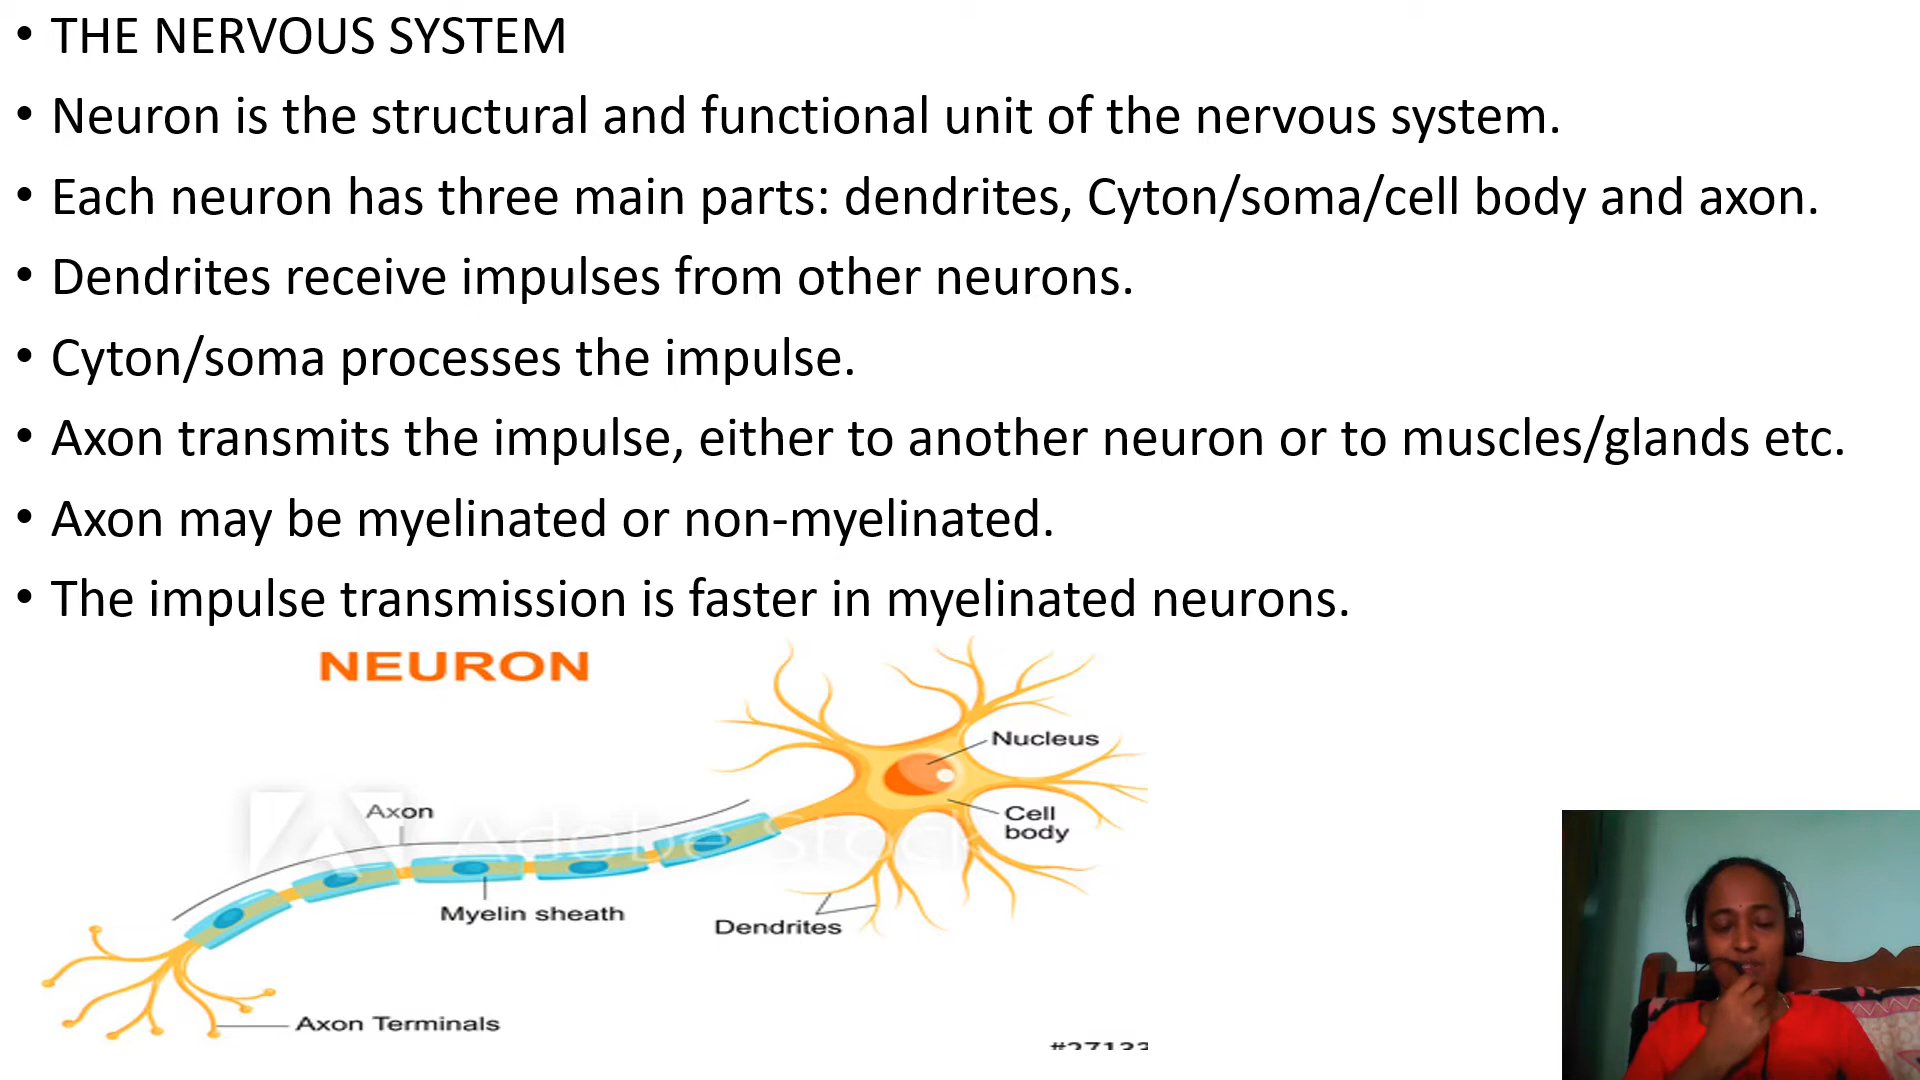 • THE NERVOUS SYSTEM
• Neuron is the structural and functional unit of the nervous system.
• Each neuron has three main parts: dendrites, Cyton/soma/cell body and axon.
• Dendrites receive impulses from other neurons.
• Cyton/soma processes the impulse.
• Axon transmits the impulse, either to another neuron or to muscles/glands etc.
• Axon may be myelinated or non-myelinated.
• The impulse transmission is faster in myelinated neurons.
NEURON
Nucleus
Axon
Cell
body
Adobe Stock
Myelin sheath
Dendrites
Axon Terminals